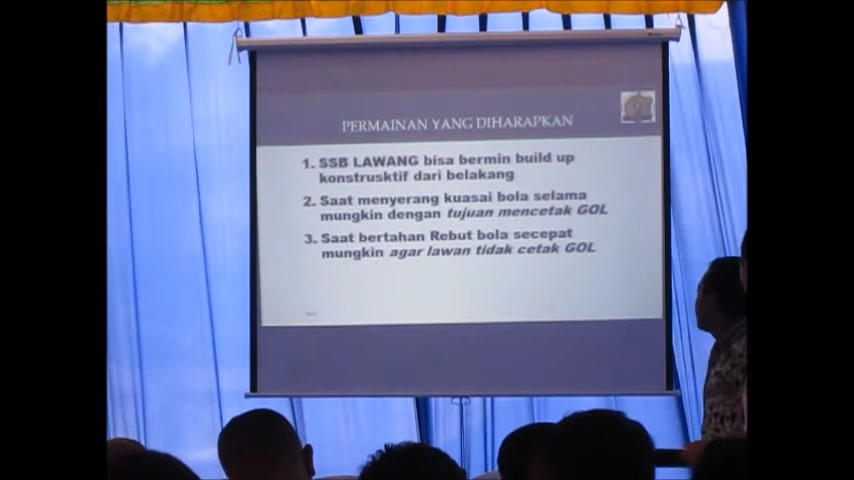 PERMAINAN YANG DIHARAPKAN
1. SSB LAWANG bisa bermin build up
konstrusktif dari belakang
2. Saat menyerang kuasai bola selama
mungkin dengan tujuan mencetak GOL
3. Saat bertahan Rebut bola secepat
mungkin agar lawan tidak cetak GOL